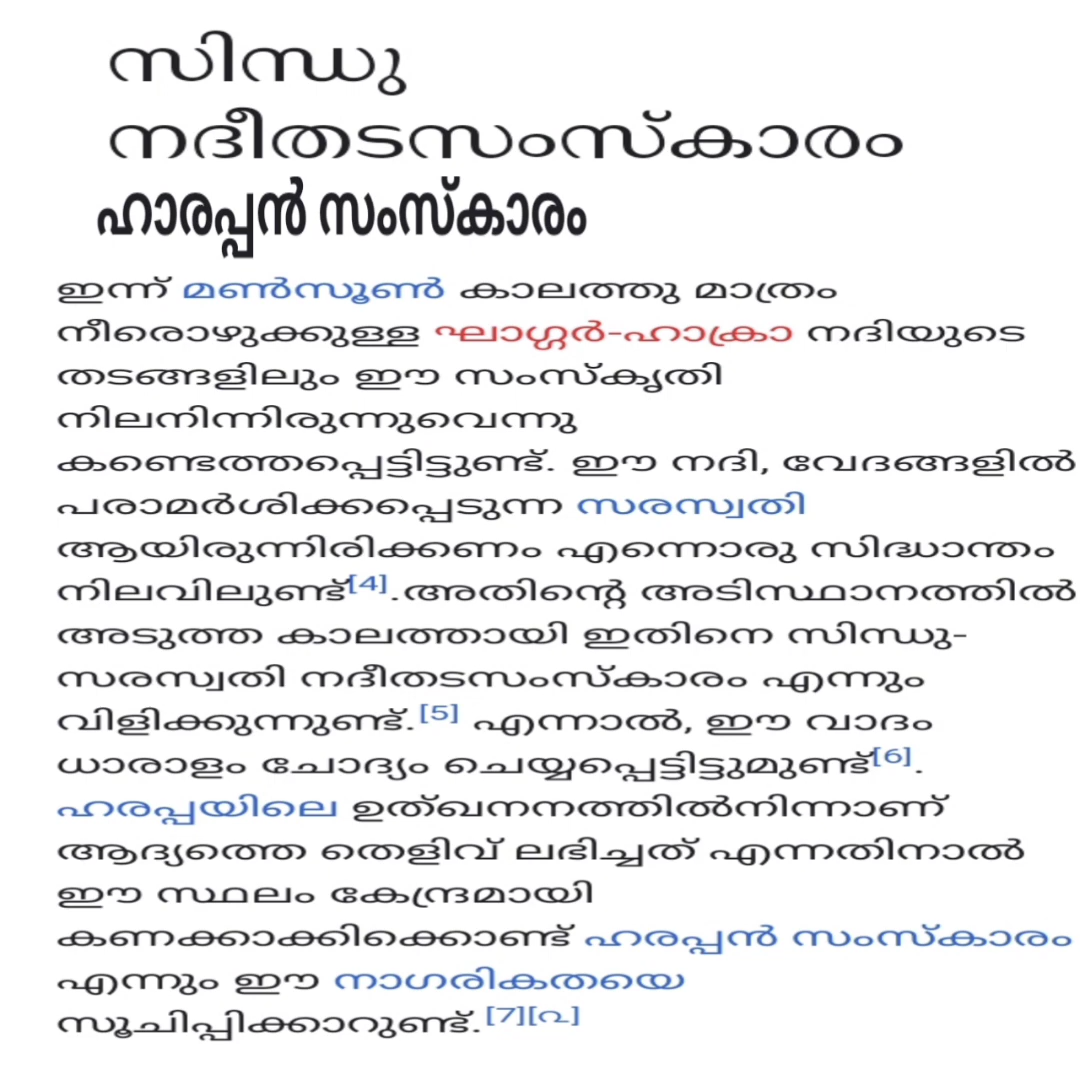 സിന്ധു
നദീതടസംസ്കാരം
ഹാരപ്പൻ സംസ്കാരം
ഇന്ന് മൺസൂൺ കാലത്തു മാത്രം
നീരൊഴുക്കുള്ള ഘാഗ്ഗർ-ഹാക്രാ നദിയുടെ
തടങ്ങളിലും ഈ സംസ്കൃതി
നിലനിന്നിരുന്നുവെന്നു
കണ്ടെത്തപ്പെട്ടിട്ടുണ്ട്. ഈ നദി, വേദങ്ങളിൽ
പരാമർശിക്കപ്പെടുന്ന സരസ്വതി
ആയിരുന്നിരിക്കണം എന്നൊരു സിദ്ധാന്തം
നിലവിലുണ്ട്[4].അതിന്റെ അടിസ്ഥാനത്തിൽ
അടുത്ത കാലത്തായി ഇതിനെ സിന്ധു-
സരസ്വതി നദീതടസംസ്കാരം എന്നും
വിളിക്കുന്നുണ്ട്.[5] എന്നാൽ, ഈ വാദം
ധാരാളം ചോദ്യം ചെയ്യപ്പെട്ടിട്ടുമുണ്ട്[6].
ഹരപ്പയിലെ ഉത്ഖനനത്തിൽനിന്നാണ്
ആദ്യത്തെ തെളിവ് ലഭിച്ചത് എന്നതിനാൽ
ഈ സ്ഥലം കേന്ദ്രമായി
കണക്കാക്കിക്കൊണ്ട് ഹരപ്പൻ സംസ്കാരം
എന്നും ഈ നാഗരികതയെ
സൂചിപ്പിക്കാറുണ്ട്.[7][൨]